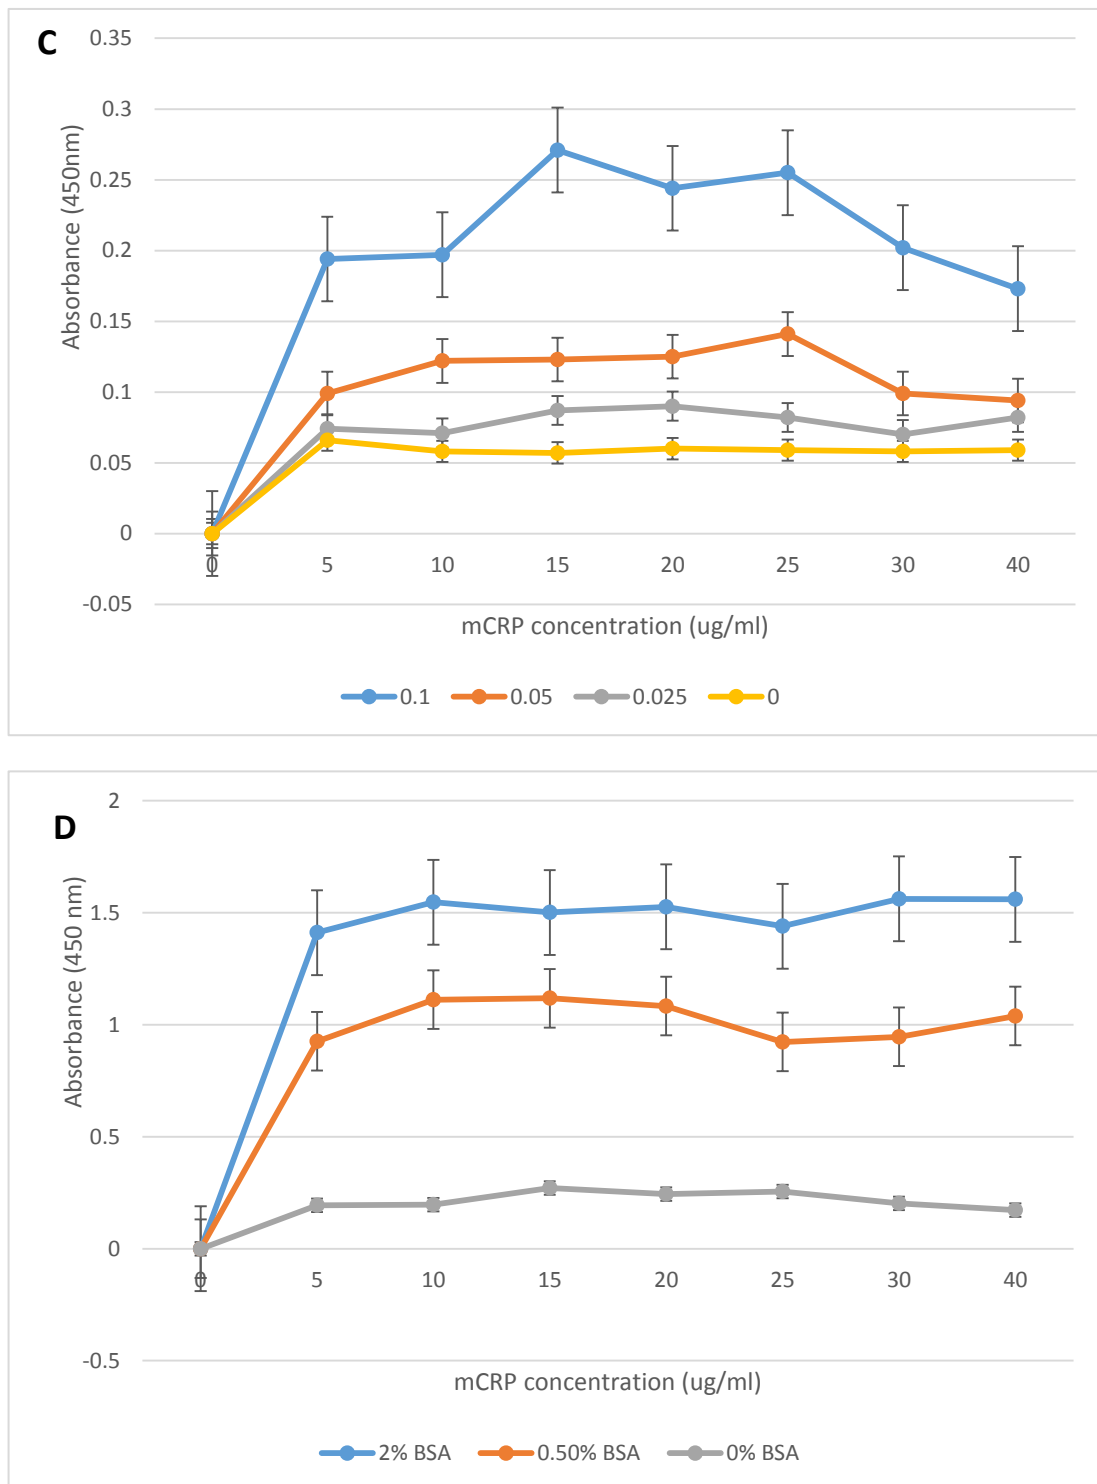 C
0.35
0.3
0.25
0.2
0.15
0.1
0.05
0
-0.05
Absorbance (450nm)
0 5 10 15 20 25 30 40
mCRP concentration (ug/ml)
0.1 0.05 0.025 0
D
2
1.5
1
0.5
0
-0.5
Absorbance (450 nm)
0 5 10 15 20 25 30 40
mCRP concentration (ug/ml)
2% BSA 0.50% BSA 0% BSA